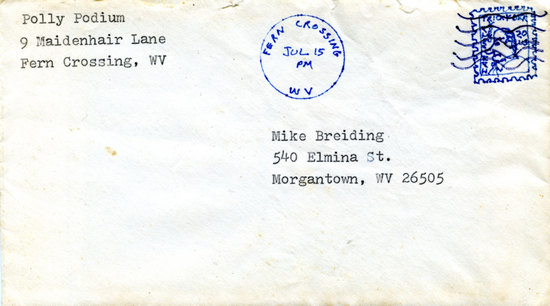 Polly Podium
9 Maidenhair Lane
Fern Crossing, WV
FERN CROSSING
JUL 15
PM
WV
20
Mike Breiding
540 Elmina St.
Morgantown, WV 26505